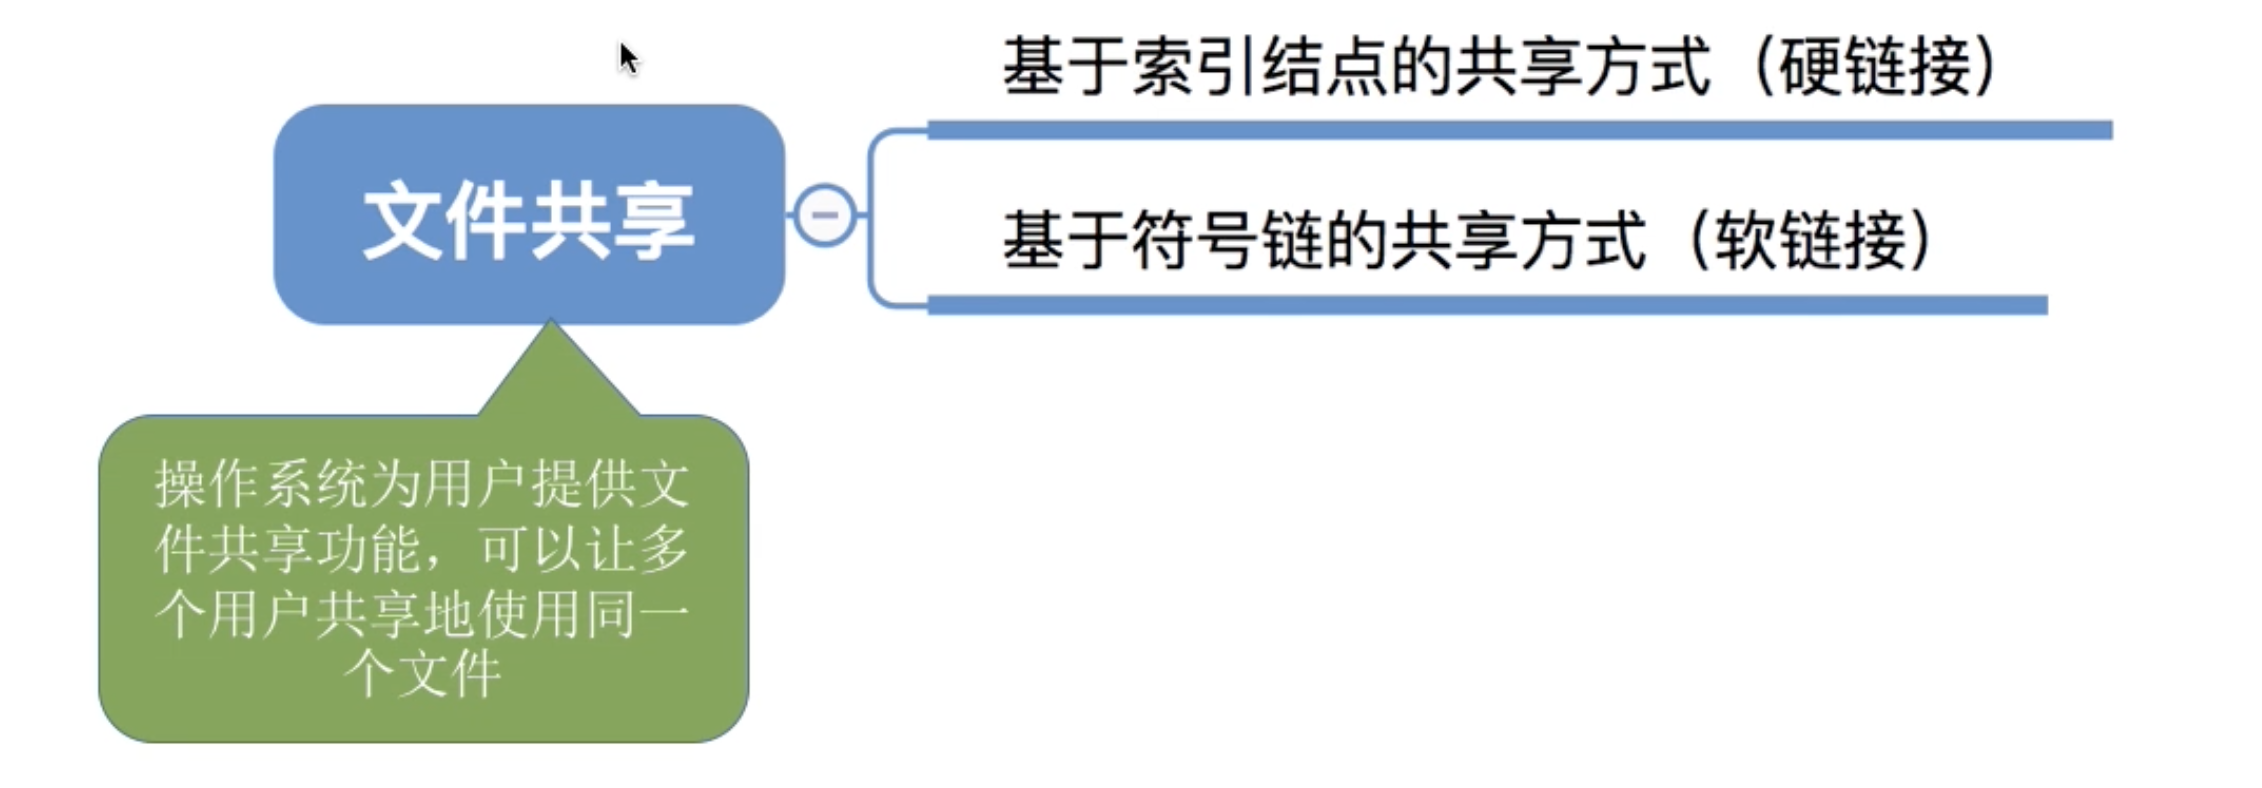 基于索引结点的共享方式（硬链接）
文件共享
基于符号链的共享方式（软链接）
操作系统为用户提供文
件共享功能，可以让多
个用户共享地使用同一
个文件